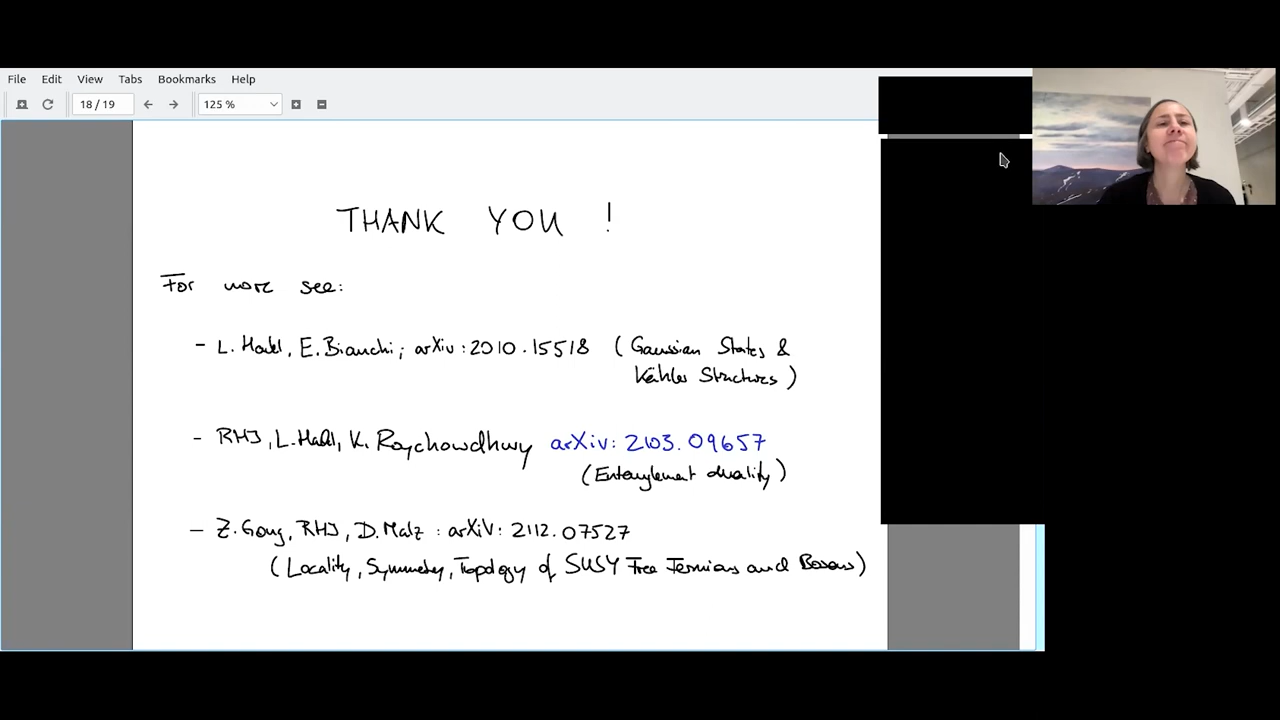 File Edit View Tabs Bookmarks Help
18 / 19 125 %
THANK YOU !
For more see:
- L. Hackl, E. Bianchi; arXiv: 2010.15518 (Gaussian States &
Kähler Structures)
- RHJ, L. Hackl, K. Raychowdhury arXiv: 2103.09657
(Entanglement duality)
- Z. Gong, RHJ, D. Malz : arXiV: 2112.07527
(Locality, Symmetry, Topology of SUSY Free Fermions and Bosons)